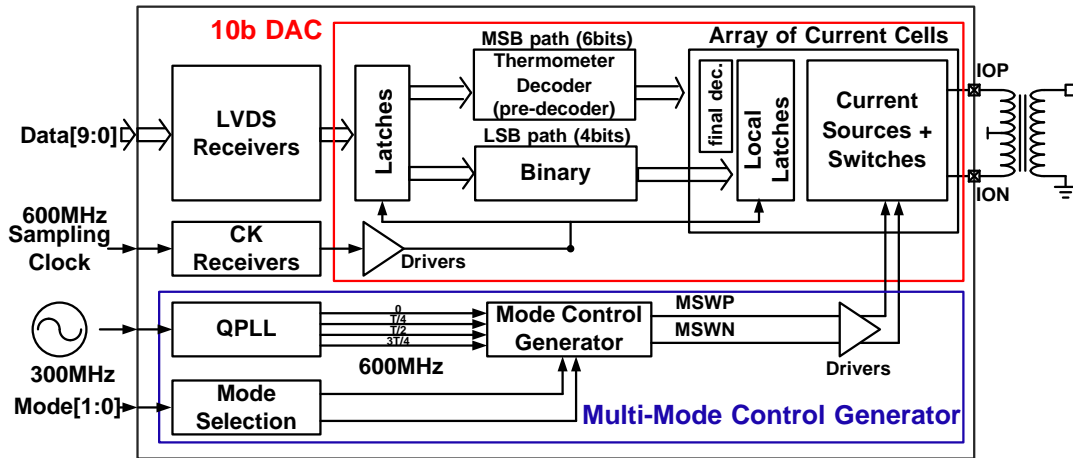 10b DAC
MSB path (6bits)
Array of Current Cells
Thermometer
Decoder
(pre-decoder)
final dec.
IOP
Data[9:0]
LVDS
Receivers
Latches
Local
Latches
Current
Sources +
Switches
LSB path (4bits)
Binary
ION
600MHz
Sampling
Clock
CK
Receivers
Drivers
QPLL
0
T/4
T/2
3T/4
600MHz
Mode Control
Generator
MSWP
MSWN
Drivers
300MHz
Mode[1:0]
Mode
Selection
Multi-Mode Control Generator